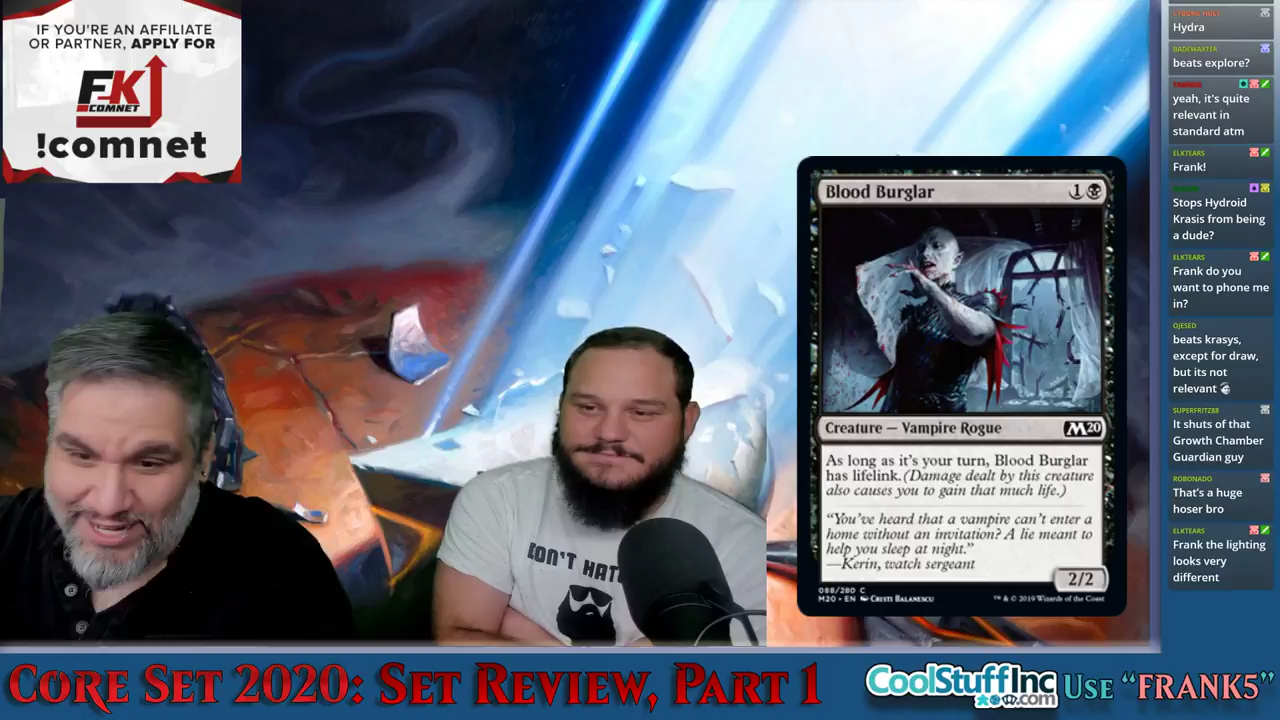 IF YOU'RE AN AFFILIATE
OR PARTNER, APPLY FOR
F2K
COMNET
!comnet
Blood Burglar 1
Creature — Vampire Rogue M20
As long as it's your turn, Blood Burglar
has lifelink.(Damage dealt by this creature
also causes you to gain that much life.)
"You've heard that a vampire can't enter a
home without an invitation? A lie meant to
help you sleep at night."
—Kerin, watch sergeant
2/2
088/280 C
M20 • EN Cristi Balanescu
™ & © 2019 Wizards of the Coast
DON'T HAT
Hydra
BADEWAXTER
beats explore?
yeah, it's quite
relevant in
standard atm
ELKTEARS
Frank!
Stops Hydroid
Krasis from being
a dude?
ELKTEARS
Frank do you
want to phone me
in?
OJESED
beats krasys,
except for draw,
but its not
relevant
SUPERFRITZ88
It shuts of that
Growth Chamber
Guardian guy
ROBONADO
That's a huge
hoser bro
ELKTEARS
Frank the lighting
looks very
different
Core Set 2020: Set Review, Part 1
CoolStuffInc
.com
Use "FRANK5"